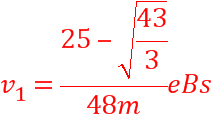 v₁ = (25 − √(43/3))/(48m) eBs